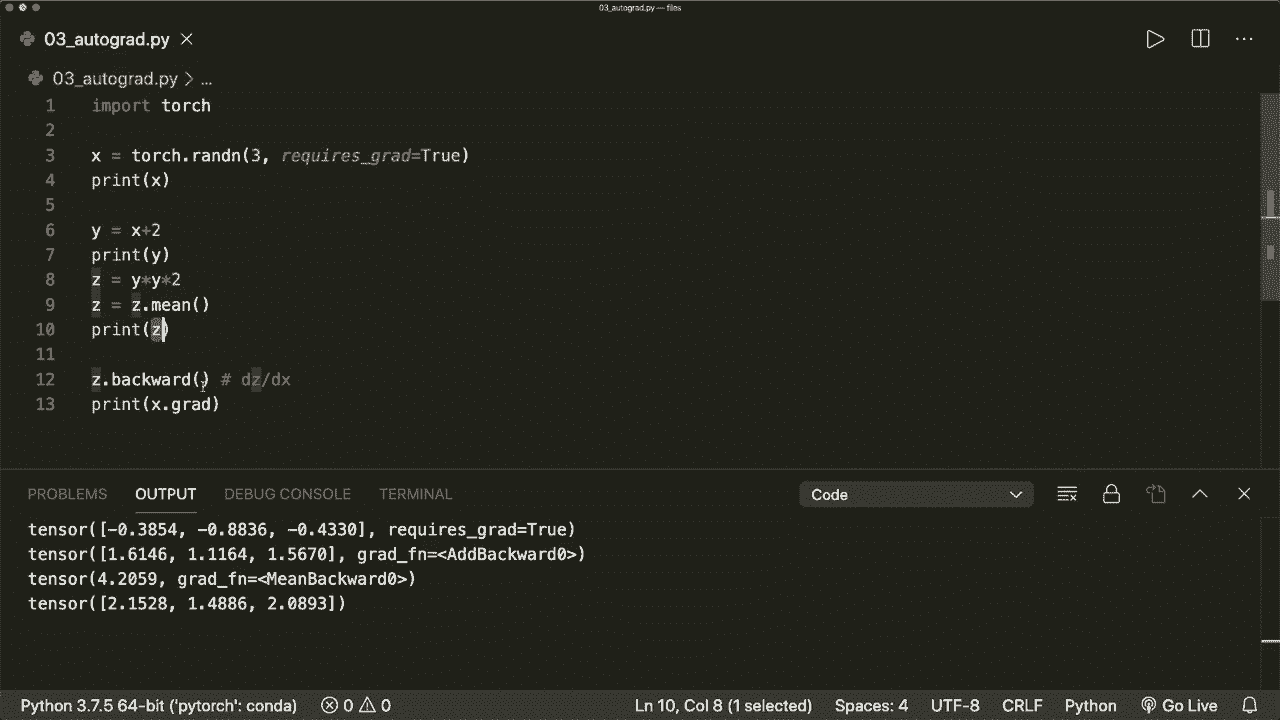 03_autograd.py — files
03_autograd.py
03_autograd.py > ...
1 import torch
2
3 x = torch.randn(3, requires_grad=True)
4 print(x)
5
6 y = x+2
7 print(y)
8 z = y*y*2
9 z = z.mean()
10 print(z)
11
12 z.backward() # dz/dx
13 print(x.grad)
PROBLEMS OUTPUT DEBUG CONSOLE TERMINAL Code
tensor([-0.3854, -0.8836, -0.4330], requires_grad=True)
tensor([1.6146, 1.1164, 1.5670], grad_fn=<AddBackward0>)
tensor(4.2059, grad_fn=<MeanBackward0>)
tensor([2.1528, 1.4886, 2.0893])
Python 3.7.5 64-bit ('pytorch': conda) 0 0 Ln 10, Col 8 (1 selected) Spaces: 4 UTF-8 CRLF Python Go Live